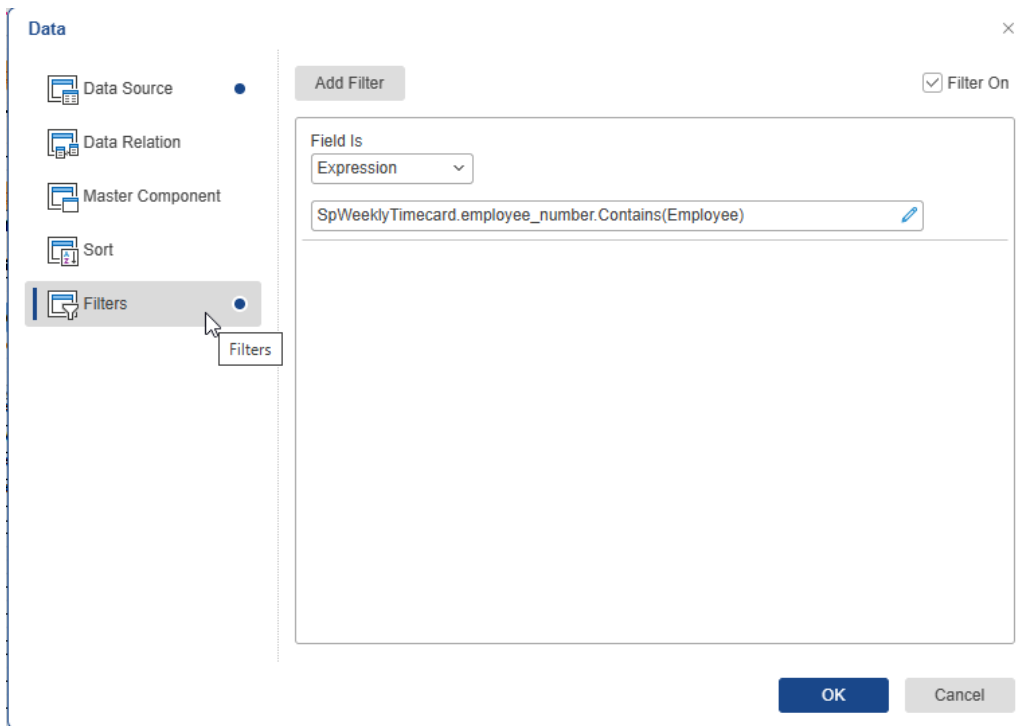 Data
Data Source
Data Relation
Master Component
Sort
Filters
Filters
Add Filter
Filter On
Field Is
Expression
SpWeeklyTimecard.employee_number.Contains(Employee)
OK
Cancel